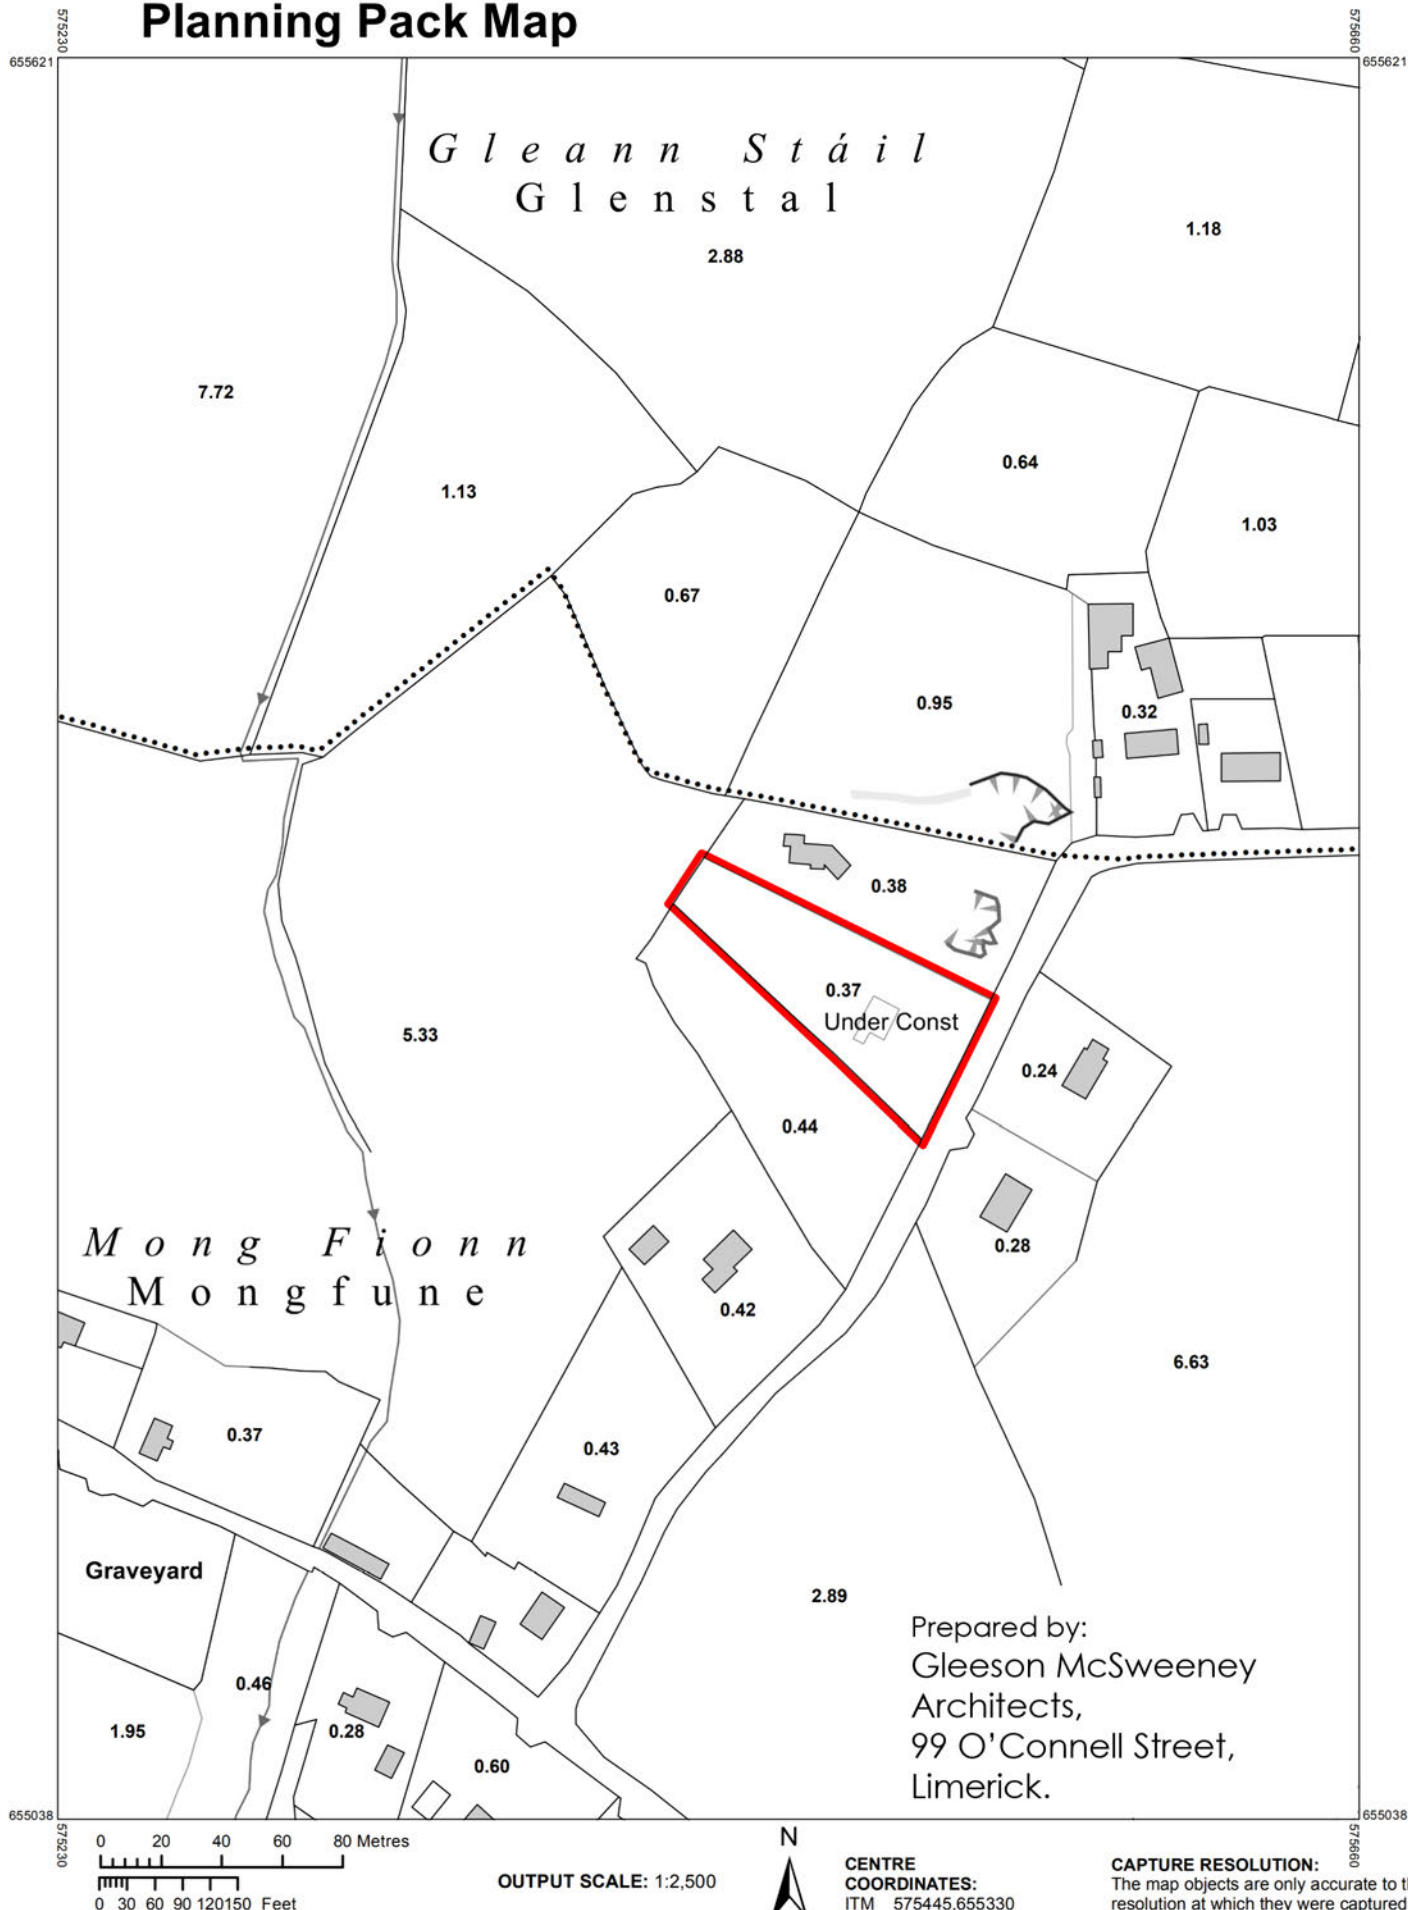 Planning Pack Map
575230
575660
655621
655621
Gleann Stáil
Glenstal
1.18
2.88
7.72
0.64
1.13
1.03
0.67
0.95
0.32
0.38
0.37
Under Const
5.33
0.24
0.44
Mong Fionn
Mongfune
0.28
0.42
6.63
0.37
0.43
Graveyard
2.89
Prepared by:
Gleeson McSweeney
Architects,
99 O'Connell Street,
Limerick.
0.46
1.95
0.28
0.60
655038
655038
575230
575660
0 20 40 60 80 Metres
0 30 60 90 120150 Feet
OUTPUT SCALE: 1:2,500
N
CENTRE
COORDINATES:
ITM 575445,655330
CAPTURE RESOLUTION:
The map objects are only accurate to th
resolution at which they were captured